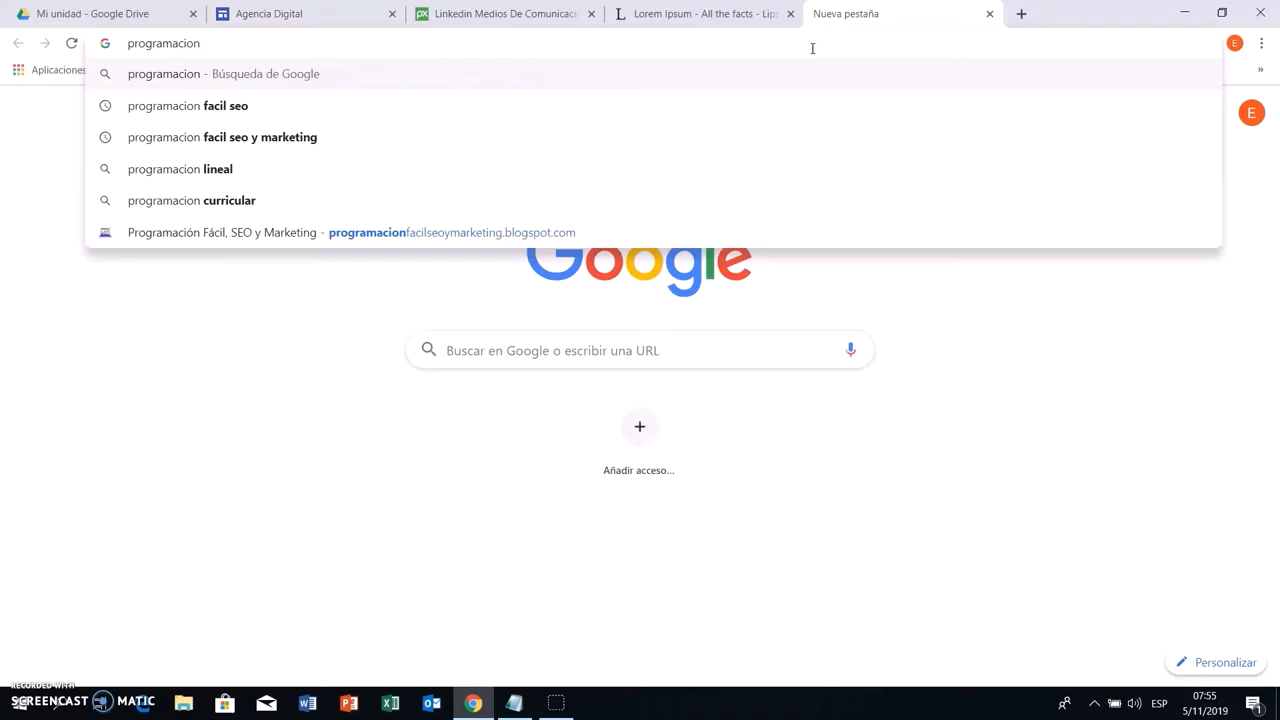 Mi unidad - Google Drive
Agencia Digital
Linkedin Medios De Comunicaci
Lorem Ipsum - All the facts - Lips
Nueva pestaña
programacion
E
Aplicaciones
»
programacion - Búsqueda de Google
programacion facil seo
programacion facil seo y marketing
programacion lineal
programacion curricular
Programación Fácil, SEO y Marketing - programacionfacilseoymarketing.blogspot.com
E
Google
Buscar en Google o escribir una URL
Añadir acceso...
Personalizar
RECORDED WITH
SCREENCAST MATIC
ESP
07:55
5/11/2019